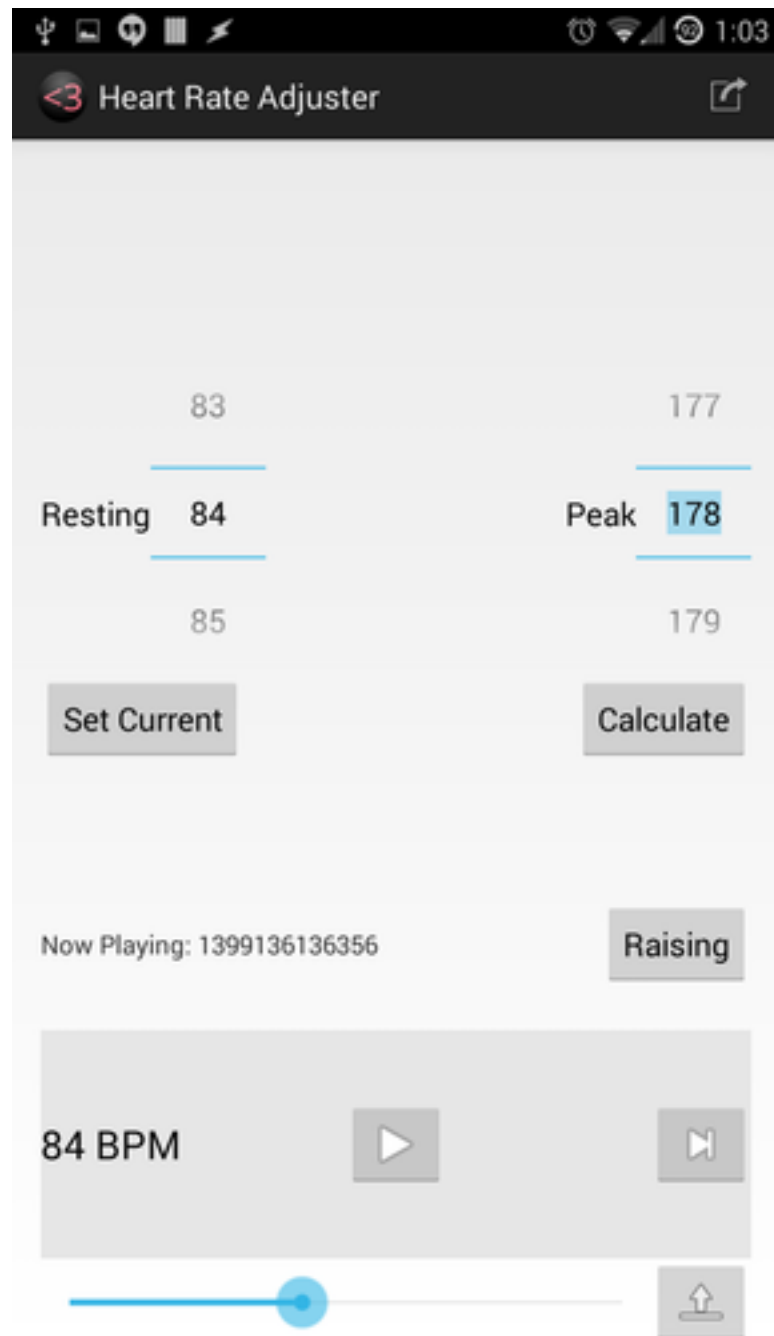 92 1:03
<3 Heart Rate Adjuster
83 177
Resting 84 Peak 178
85 179
Set Current Calculate
Now Playing: 1399136136356 Raising
84 BPM